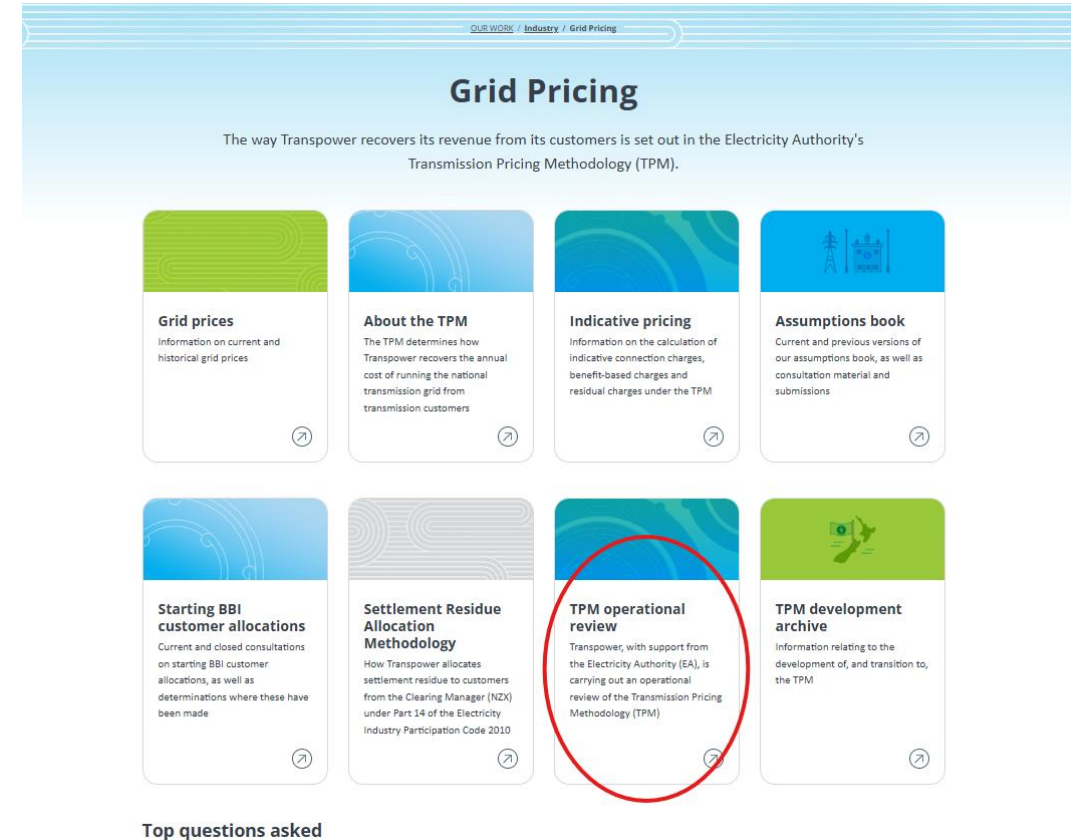 OUR WORK / Industry / Grid Pricing
Grid Pricing
The way Transpower recovers its revenue from its customers is set out in the Electricity Authority's
Transmission Pricing Methodology (TPM).
Grid prices
Information on current and
historical grid prices
About the TPM
The TPM determines how
Transpower recovers the annual
cost of running the national
transmission grid from
transmission customers
Indicative pricing
Information on the calculation of
indicative connection charges,
benefit-based charges and
residual charges under the TPM
Assumptions book
Current and previous versions of
our assumptions book, as well as
consultation material and
submissions
Starting BBI
customer allocations
Current and closed consultations
on starting BBI customer
allocations, as well as
determinations where these have
been made
Settlement Residue
Allocation
Methodology
How Transpower allocates
settlement residue to customers
from the Clearing Manager (NZX)
under Part 14 of the Electricity
Industry Participation Code 2010
TPM operational
review
Transpower, with support from
the Electricity Authority (EA), is
carrying out an operational
review of the Transmission Pricing
Methodology (TPM)
TPM development
archive
Information relating to the
development of, and transition to,
the TPM
Top questions asked